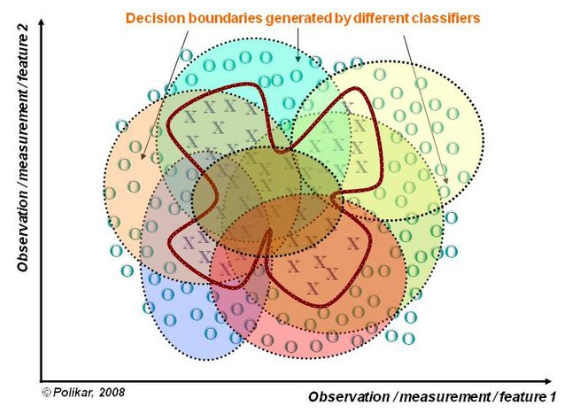 Decision boundaries generated by different classifiers
Observation / measurement / feature 2
© Polikar, 2008
Observation / measurement / feature 1